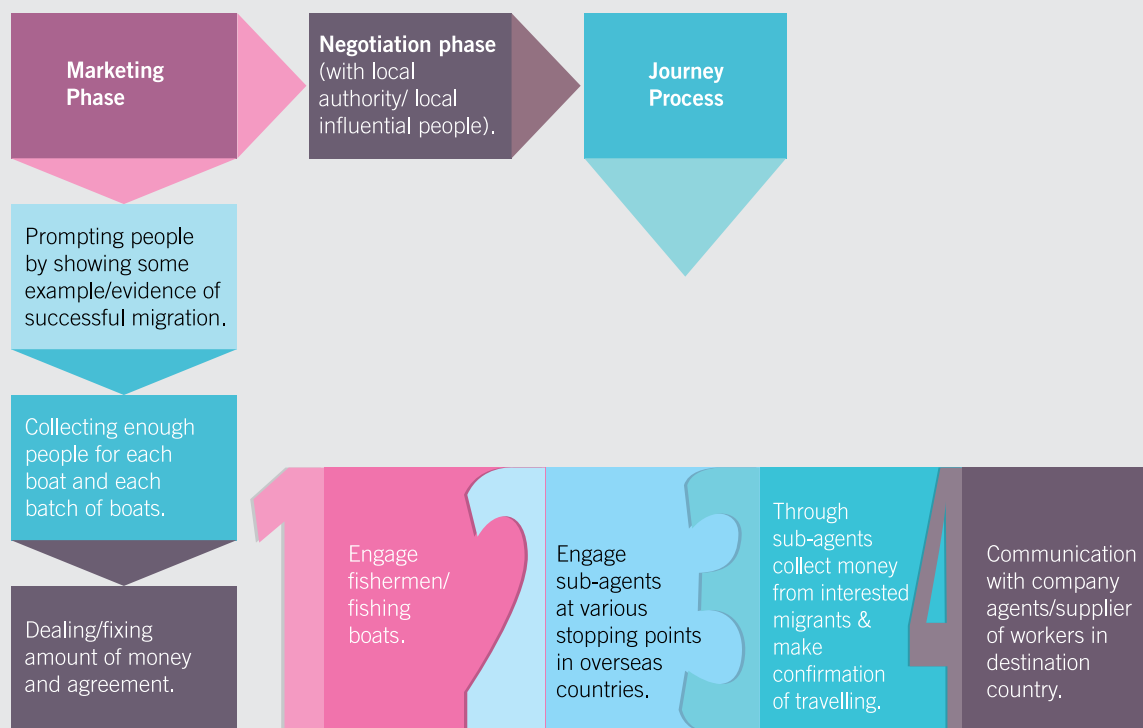 Marketing
Phase
Negotiation phase
(with local
authority/ local
influential people).
Journey
Process
Prompting people
by showing some
example/evidence of
successful migration.
Collecting enough
people for each
boat and each
batch of boats.
Dealing/fixing
amount of money
and agreement.
1
Engage
fishermen/
fishing
boats.
2
Engage
sub-agents
at various
stopping points
in overseas
countries.
3
Through
sub-agents
collect money
from interested
migrants &
make
confirmation
of travelling.
4
Communication
with company
agents/supplier
of workers in
destination
country.